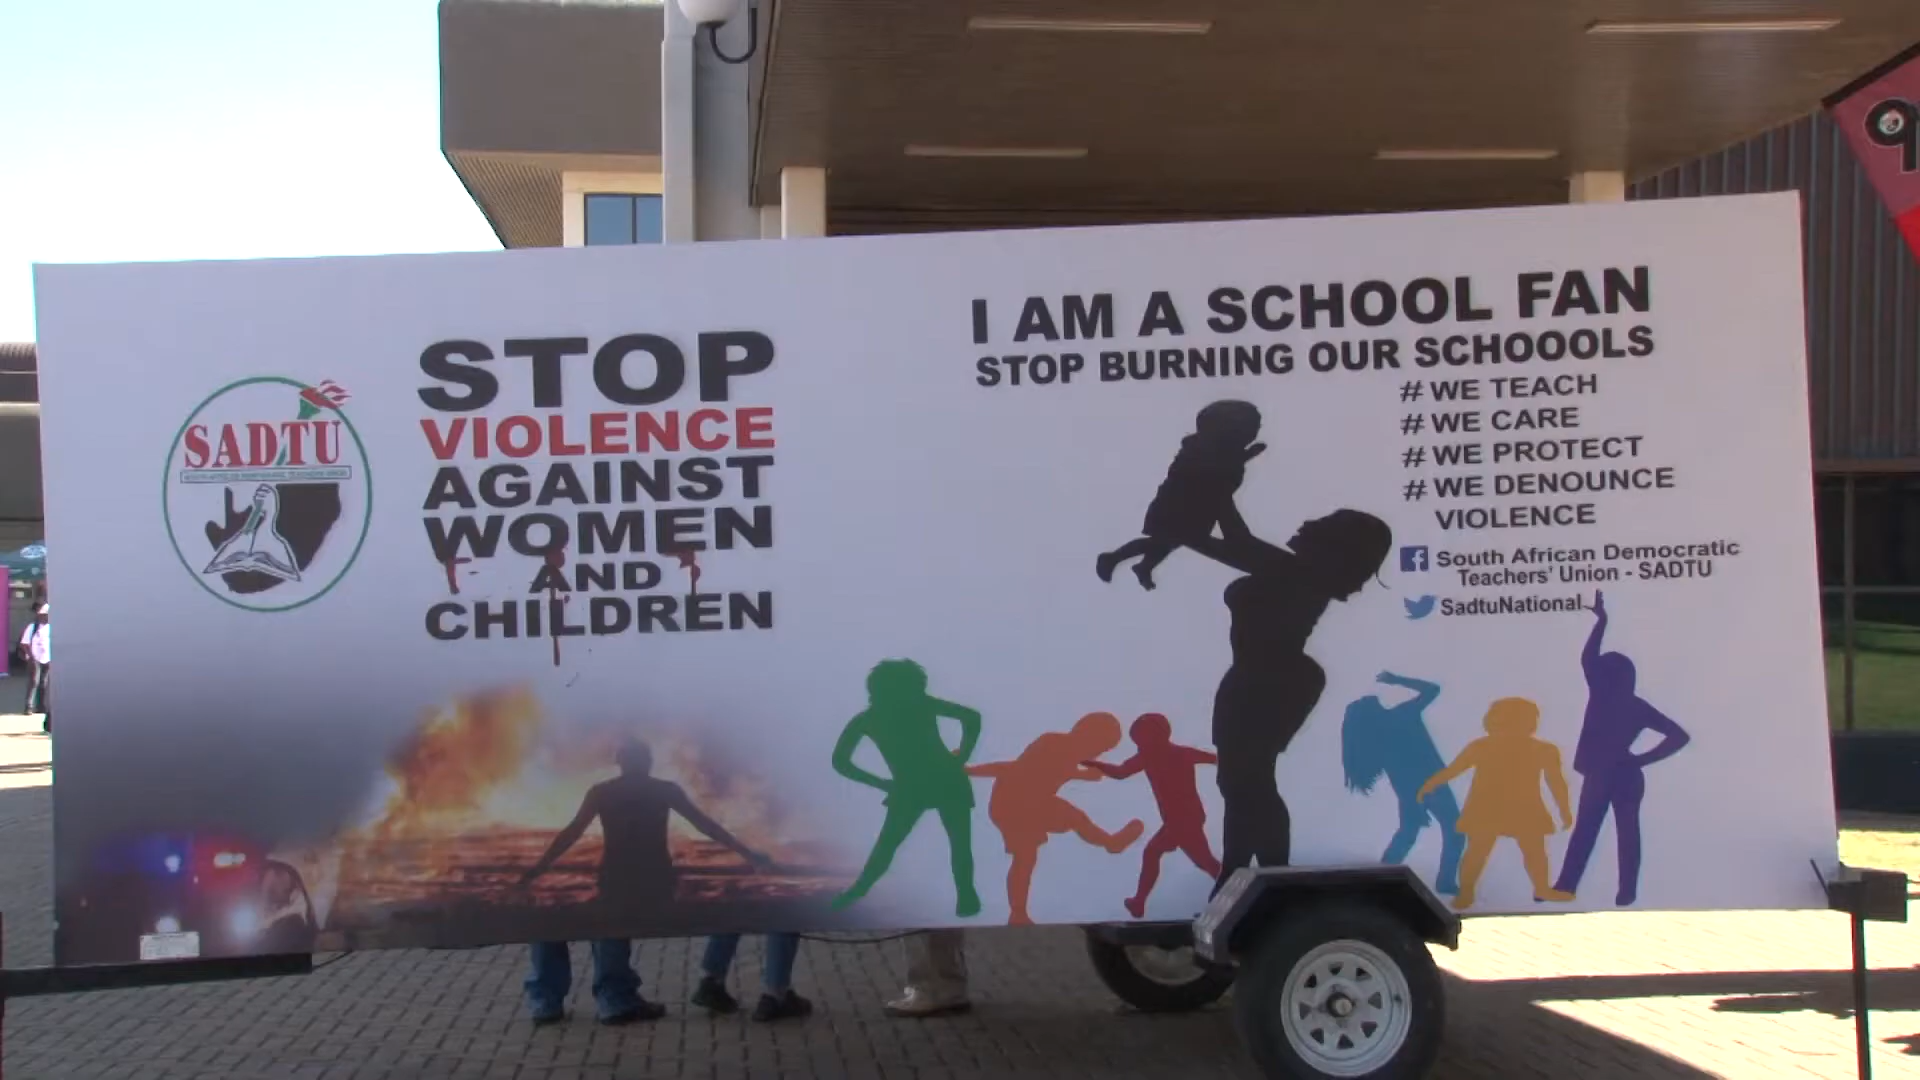 SADTU
STOP
VIOLENCE
AGAINST
WOMEN
AND
CHILDREN
I AM A SCHOOL FAN
STOP BURNING OUR SCHOOOLS
# WE TEACH
# WE CARE
# WE PROTECT
# WE DENOUNCE
VIOLENCE
South African Democratic
Teachers' Union - SADTU
SadtuNational